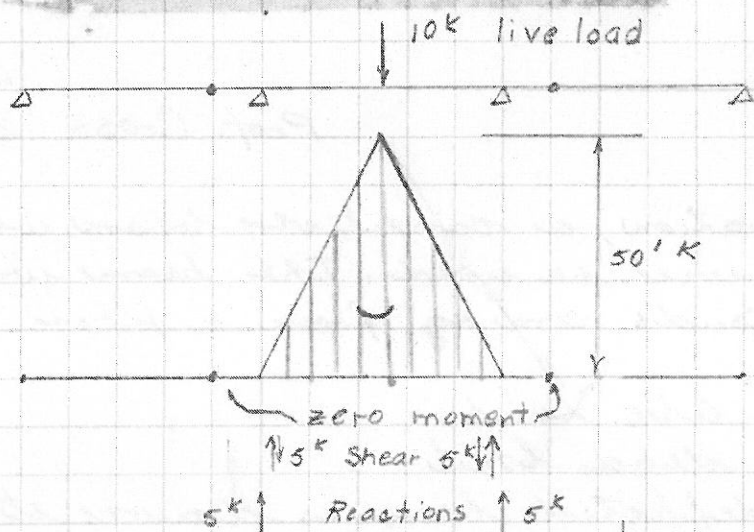 10K live load
50' K
zero moment
5K Shear 5K
5K Reactions 5K